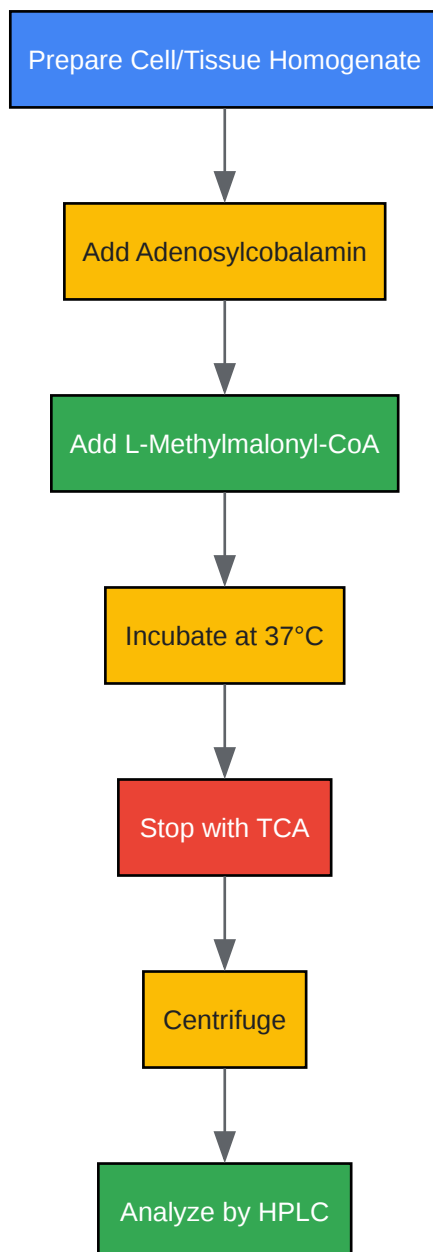 Prepare Cell/Tissue Homogenate
Add Adenosylcobalamin
Add L-Methylmalonyl-CoA
Incubate at 37°C
Stop with TCA
Centrifuge
Analyze by HPLC